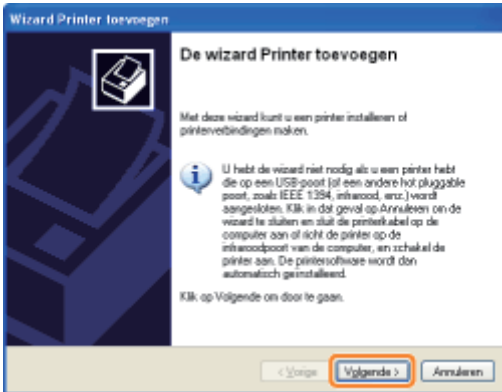 Wizard Printer toevoegen
De wizard Printer toevoegen
Met deze wizard kunt u een printer installeren of
printerverbindingen maken.
U hebt de wizard niet nodig als u een printer hebt
die op een USB-poort (of een andere hot pluggable
poort, zoals IEEE 1394, infrarood, enz.) wordt
aangesloten. Klik in dat geval op Annuleren om de
wizard te sluiten en sluit de printerkabel op de
computer aan of richt de printer op de
infraroodpoort van de computer, en schakel de
printer aan. De printersoftware wordt dan
automatisch geïnstalleerd.
Klik op Volgende om door te gaan.
< Vorige Volgende > Annuleren